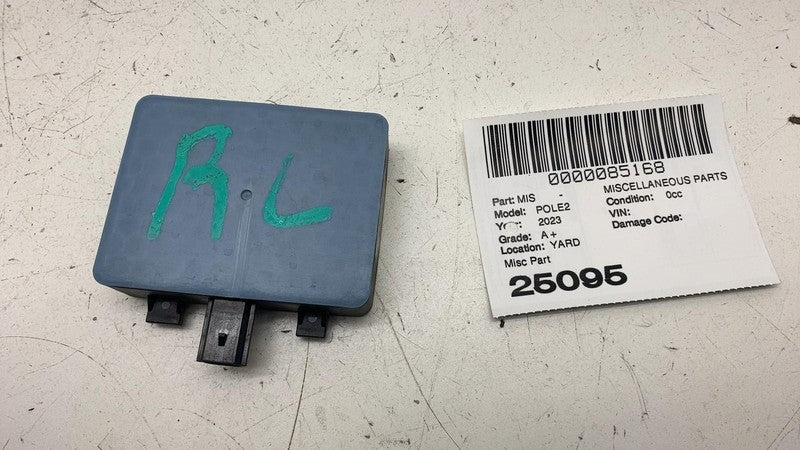 R L
0000085168
MISCELLANEOUS PARTS
Part: MIS -
Condition: 0cc
Model: POLE2
VIN:
2023
Damage Code:
Grade: A+
Location: YARD
Misc Part
25095